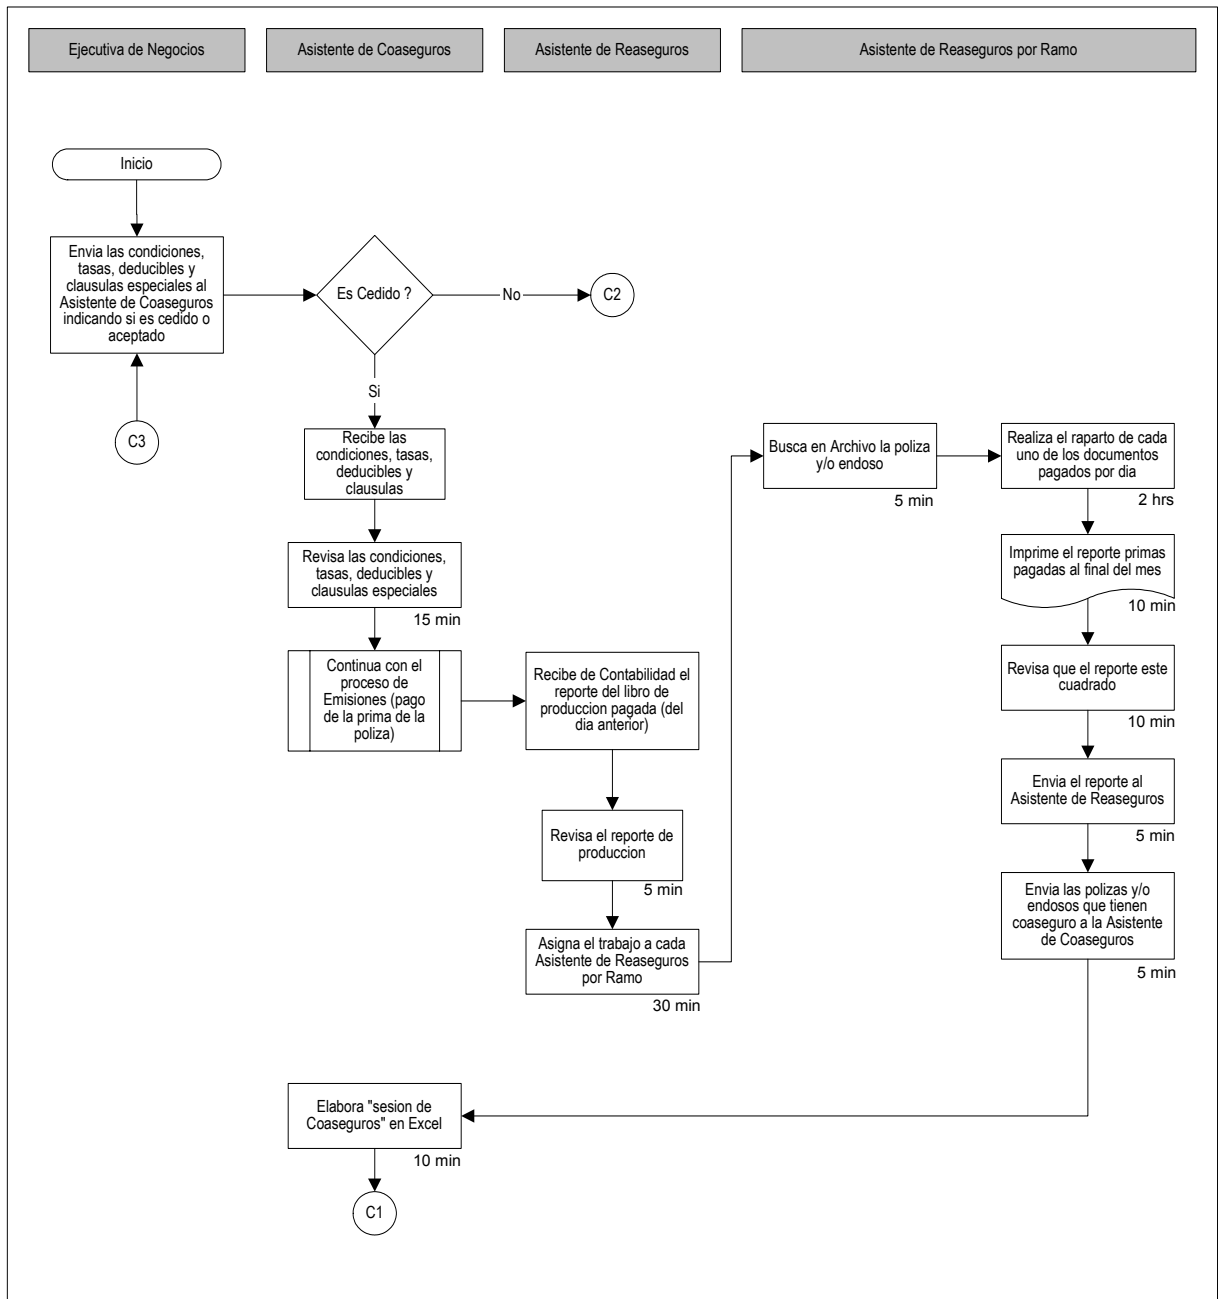 Ejecutiva de Negocios
Asistente de Coaseguros
Asistente de Reaseguros
Asistente de Reaseguros por Ramo
Inicio
Envia las condiciones,
tasas, deducibles y
clausulas especiales al
Asistente de Coaseguros
indicando si es cedido o
aceptado
C3
Es Cedido ?
No
C2
Si
Recibe las
condiciones, tasas,
deducibles y
clausulas
Revisa las condiciones,
tasas, deducibles y
clausulas especiales
15 min
Continua con el
proceso de
Emisiones (pago
de la prima de la
poliza)
Recibe de Contabilidad el
reporte del libro de
produccion pagada (del
dia anterior)
Revisa el reporte de
produccion
5 min
Asigna el trabajo a cada
Asistente de Reaseguros
por Ramo
30 min
Busca en Archivo la poliza
y/o endoso
5 min
Realiza el raparto de cada
uno de los documentos
pagados por dia
2 hrs
Imprime el reporte primas
pagadas al final del mes
10 min
Revisa que el reporte este
cuadrado
10 min
Envia el reporte al
Asistente de Reaseguros
5 min
Envia las polizas y/o
endosos que tienen
coaseguro a la Asistente
de Coaseguros
5 min
Elabora "sesion de
Coaseguros" en Excel
10 min
C1